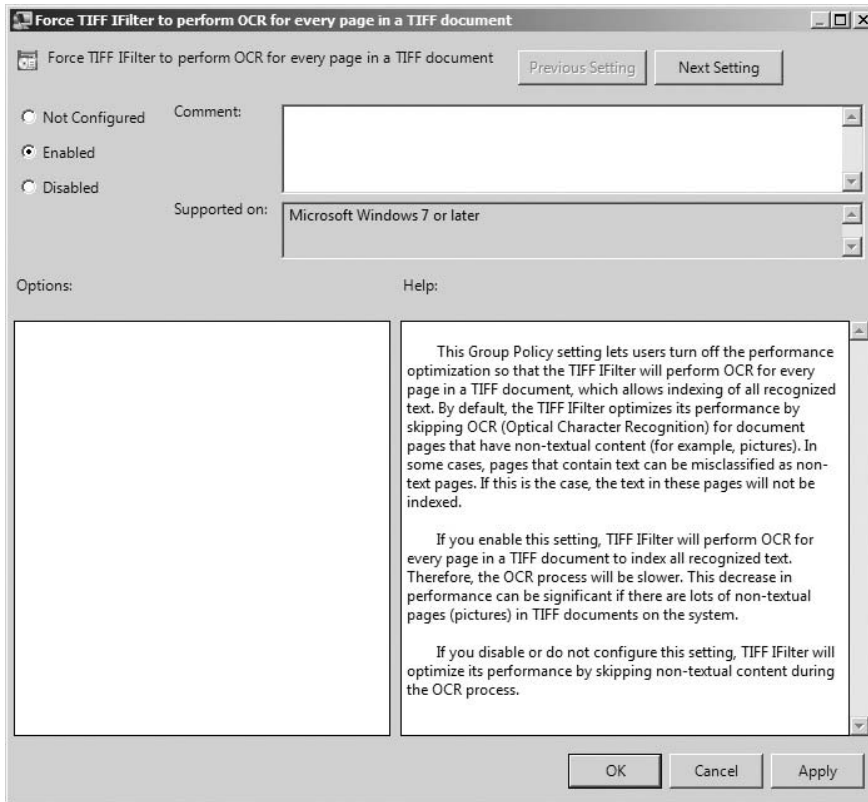 Force TIFF IFilter to perform OCR for every page in a TIFF document
Force TIFF IFilter to perform OCR for every page in a TIFF document
Previous Setting
Next Setting
Not Configured
Comment:
Enabled
Disabled
Supported on:
Microsoft Windows 7 or later
Options:
Help:
This Group Policy setting lets users turn off the performance
optimization so that the TIFF IFilter will perform OCR for every
page in a TIFF document, which allows indexing of all recognized
text. By default, the TIFF IFilter optimizes its performance by
skipping OCR (Optical Character Recognition) for document
pages that have non-textual content (for example, pictures). In
some cases, pages that contain text can be misclassified as non-
text pages. If this is the case, the text in these pages will not be
indexed.
If you enable this setting, TIFF IFilter will perform OCR for
every page in a TIFF document to index all recognized text.
Therefore, the OCR process will be slower. This decrease in
performance can be significant if there are lots of non-textual
pages (pictures) in TIFF documents on the system.
If you disable or do not configure this setting, TIFF IFilter will
optimize its performance by skipping non-textual content during
the OCR process.
OK
Cancel
Apply